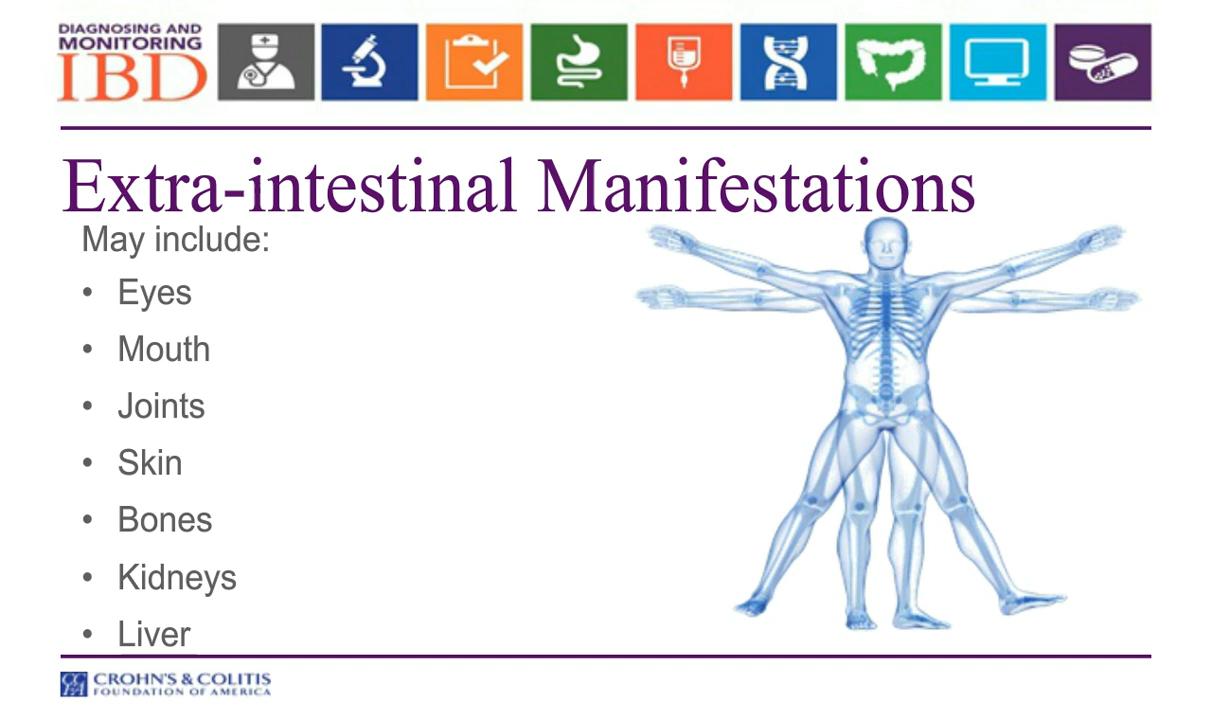 DIAGNOSING AND
MONITORING
IBD
Extra-intestinal Manifestations
May include:
• Eyes
• Mouth
• Joints
• Skin
• Bones
• Kidneys
• Liver
CROHN'S & COLITIS
FOUNDATION OF AMERICA